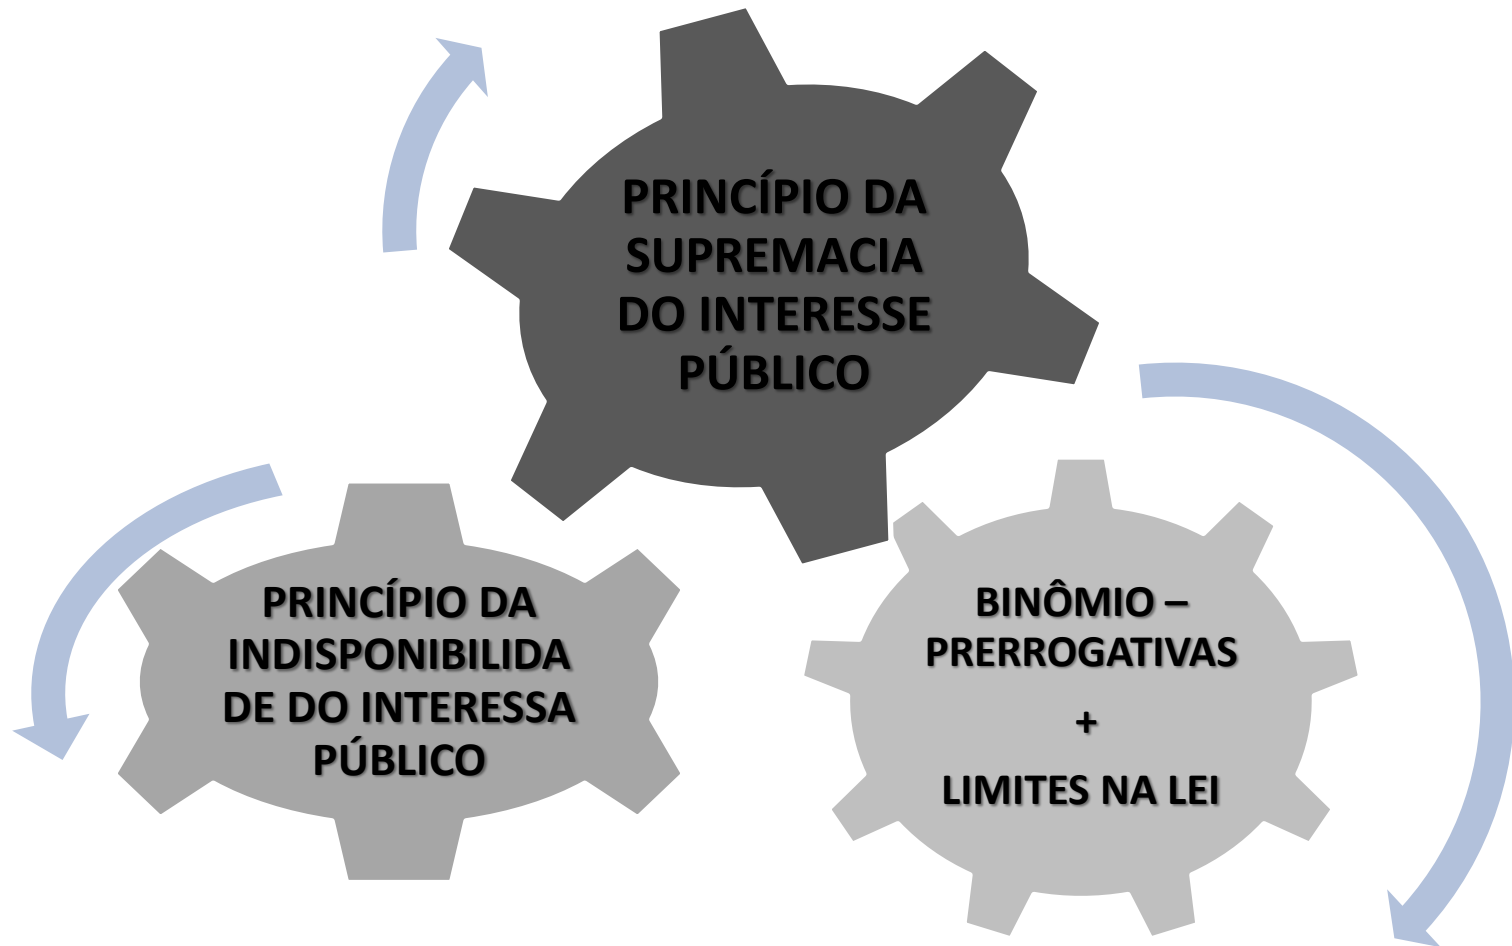 PRINCÍPIO DA
SUPREMACIA
DO INTERESSE
PÚBLICO
PRINCÍPIO DA
INDISPONIBILIDA
DE DO INTERESSA
PÚBLICO
BINÔMIO –
PRERROGATIVAS
+
LIMITES NA LEI